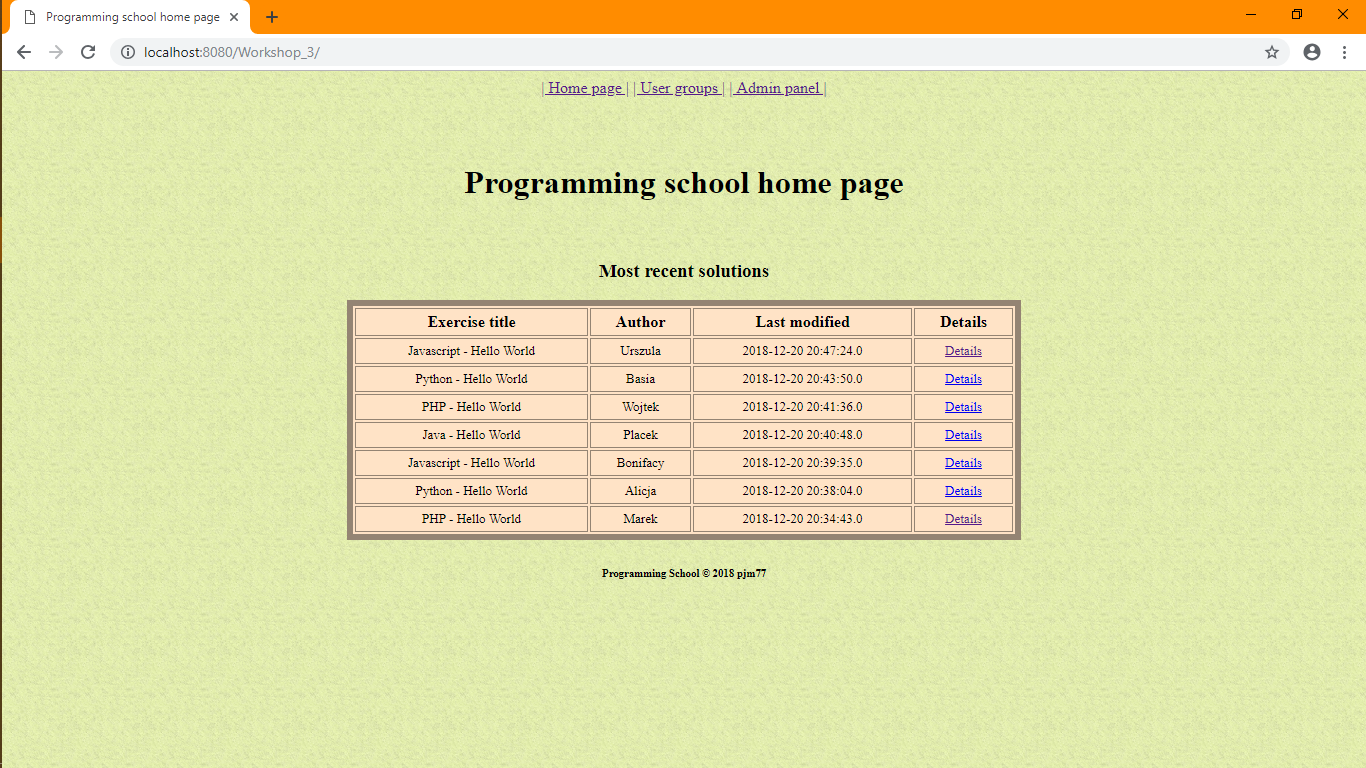 Programming school home page
localhost:8080/Workshop_3/
| Home page | | User groups | | Admin panel |
Programming school home page
Most recent solutions
Exercise title Author Last modified Details
Javascript - Hello World Urszula 2018-12-20 20:47:24.0 Details
Python - Hello World Basia 2018-12-20 20:43:50.0 Details
PHP - Hello World Wojtek 2018-12-20 20:41:36.0 Details
Java - Hello World Placek 2018-12-20 20:40:48.0 Details
Javascript - Hello World Bonifacy 2018-12-20 20:39:35.0 Details
Python - Hello World Alicja 2018-12-20 20:38:04.0 Details
PHP - Hello World Marek 2018-12-20 20:34:43.0 Details
Programming School © 2018 pjm77